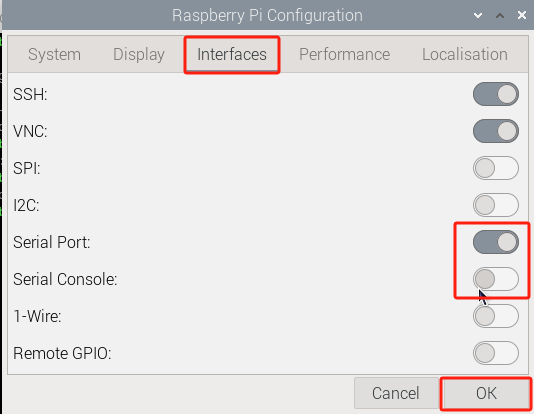 Raspberry Pi Configuration
System Display Interfaces Performance Localisation
SSH:
VNC:
SPI:
I2C:
Serial Port:
Serial Console:
1-Wire:
Remote GPIO:
Cancel OK